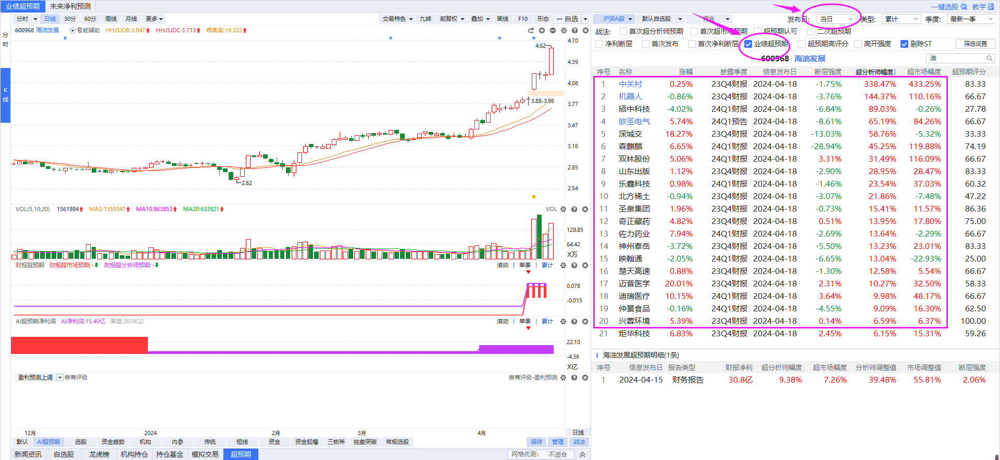 业绩超预期 未来净利预测 一键选股 教学
分时 日线 30分 60分 周线 月线 更多 交易特色 九转 前复权 叠加 画线 F10 形态 一自选 沪深A股 默认自选股 行业 发布日: 当日 类型: 累计 季度: 最新一季
600968 海油发展 智能辅助 HHJSJDB:3.847 HHJSJDC:3.713 乖离率:19.322
战法: 首次超分析师预期 首次超市场预期 超预期认可 二次超预期
净利断层 首次发布 首次净利断层 业绩超预期 超预期高评分 高开强度 剔除ST 筛选设置
600968 海油发展 油
序号 名称 涨幅 披露季度 信息发布日 断层强度 超分析师幅度↓ 超市场幅度 超预期评分
1 中关村 0.25% 23Q4财报 2024-04-18 -1.75% 338.47% 433.25% 83.33
2 机器人 -0.86% 23Q4财报 2024-04-18 -3.76% 144.37% 110.16% 66.67
3 颀中科技 -4.02% 24Q1财报 2024-04-18 -6.84% 89.03% -0.26% 27.78
4 欧圣电气 5.74% 24Q1预告 2024-04-18 -8.61% 65.19% 84.26% 66.67
5 深城交 18.27% 23Q4财报 2024-04-18 -13.03% 58.76% -5.32% 33.33
6 森麒麟 6.65% 24Q1财报 2024-04-18 -28.94% 45.25% 119.88% 74.19
7 双林股份 5.06% 24Q1财报 2024-04-18 3.31% 31.49% 116.09% 66.67
8 山东出版 1.12% 23Q4财报 2024-04-18 -2.90% 28.95% 28.47% 83.33
9 乐鑫科技 0.98% 24Q1财报 2024-04-18 -1.46% 23.54% 37.03% 60.32
10 北方稀土 -0.94% 23Q4财报 2024-04-18 -3.07% 21.86% -7.48% 47.22
11 圣泉集团 1.96% 23Q4财报 2024-04-18 -0.73% 15.41% 11.57% 86.36
12 奇正藏药 4.82% 23Q4财报 2024-04-18 0.51% 13.95% 17.80% 75.00
13 佐力药业 7.94% 24Q1财报 2024-04-18 -2.69% 13.64% -2.29% 66.67
14 神州泰岳 -3.72% 23Q4财报 2024-04-18 -5.50% 13.23% 23.01% 83.33
15 映翰通 -2.05% 24Q1财报 2024-04-18 -6.65% 13.04% -22.93% 25.00
16 楚天高速 0.88% 23Q4财报 2024-04-18 -1.30% 12.58% 5.54% 66.67
17 迈普医学 20.01% 23Q4财报 2024-04-18 2.31% 10.27% 32.50% 58.33
18 迪瑞医疗 10.15% 24Q1财报 2024-04-18 3.64% 9.98% 48.17% 66.67
19 仲景食品 -0.16% 24Q1财报 2024-04-18 -4.55% 9.09% 16.30% 62.50
20 兴蓉环境 5.39% 23Q4财报 2024-04-18 0.14% 6.59% 6.37% 100.00
21 炬华科技 6.83% 23Q4财报 2024-04-18 2.45% 6.15% 15.31% 59.26
海油发展超预期明细(1条)
序号 信息发布日 报告类型 财报净利 超分析师幅度 超市场幅度 分析师调整值 市场调整值 断层强度
1 2024-04-15 财务报告 30.8亿 9.38% 7.26% 39.48% 55.81% 2.06%
分时
K线
4.62
3.88-3.96
2.62
4.70
4.39
4.08
3.77
3.47
3.16
2.85
2.54
VOL(5,10,20) 1561984 MA5:1359347 MA10:863853 MA20:633821 VOL
128.85
64.42
X万
财报超预期 财报超市场预期:- 财报超分析师预期:- 滚动 单季 累计
0.078
-0.015
AI超预期净利润 AI净利润:15.40亿 季度:2024Q2 滚动 单季 累计
22.10
-4.36
X亿
盈利预测上调 券商评级 券商评级-盈利预测
12月 2024 2月 3月 4月 日线
默认 AI超预期 选股 资金趋势 机构 内参 传统 短线 资金 资金起爆 三板斧 控盘突破 常规选股 保存 管理 战法
新闻资讯 自选股 龙虎榜 机构持仓 持仓基金 模拟交易 超预期 网格优测: 不适合